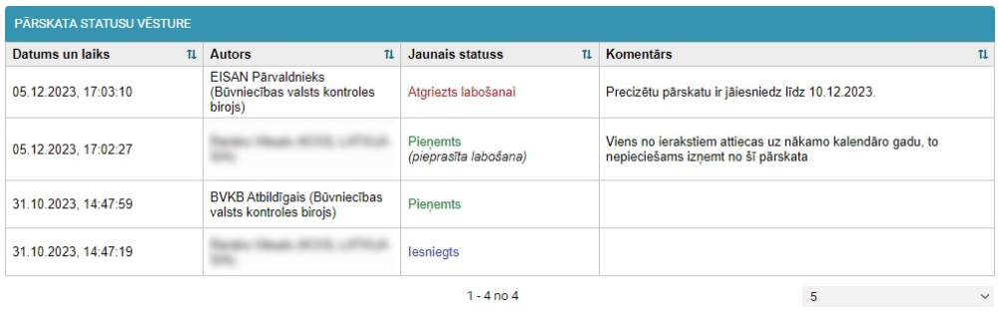 PĀRSKATA STATUSU VĒSTURE
Datums un laiks
Autors
Jaunais statuss
Komentārs
05.12.2023, 17:03:10
EISAN Pārvaldnieks
(Būvniecības valsts kontroles
birojs)
Atgriezts labošanai
Precizētu pārskatu ir jāiesniedz līdz 10.12.2023.
05.12.2023, 17:02:27
Pieņemts
(pieprasīta labošana)
Viens no ierakstiem attiecas uz nākamo kalendāro gadu, to
nepieciešams izņemt no šī pārskata
31.10.2023, 14:47:59
BVKB Atbildīgais (Būvniecības
valsts kontroles birojs)
Pieņemts
31.10.2023, 14:47:19
Iesniegts
1 - 4 no 4
5